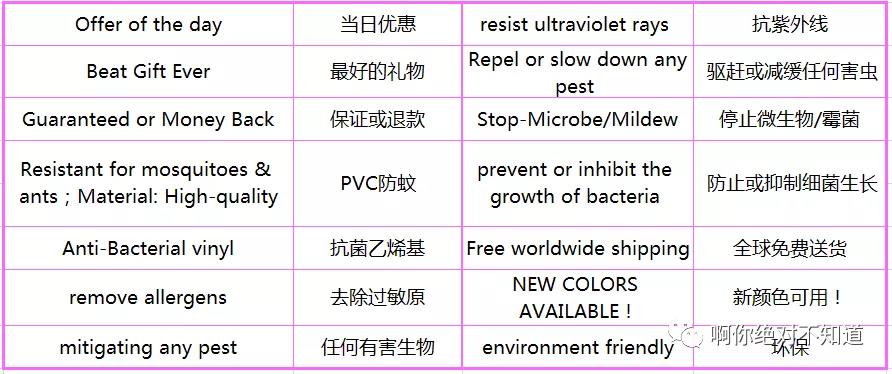 Offer of the day 当日优惠 resist ultraviolet rays 抗紫外线
Beat Gift Ever 最好的礼物 Repel or slow down any pest 驱赶或减缓任何害虫
Guaranteed or Money Back 保证或退款 Stop-Microbe/Mildew 停止微生物/霉菌
Resistant for mosquitoes & ants；Material: High-quality PVC防蚊 prevent or inhibit the growth of bacteria 防止或抑制细菌生长
Anti-Bacterial vinyl 抗菌乙烯基 Free worldwide shipping 全球免费送货
remove allergens 去除过敏原 NEW COLORS AVAILABLE！ 新颜色可用！
mitigating any pest 任何有害生物 environment friendly 环保
啊你绝对不知道